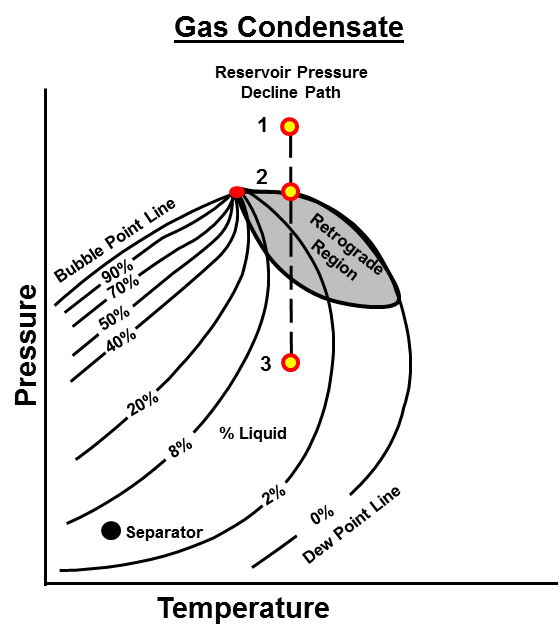 Gas Condensate
Reservoir Pressure
Decline Path
1
2
Bubble Point Line
90%
70%
50%
40%
20%
8%
2%
0%
Retrograde
Region
3
% Liquid
Separator
Dew Point Line
Pressure
Temperature